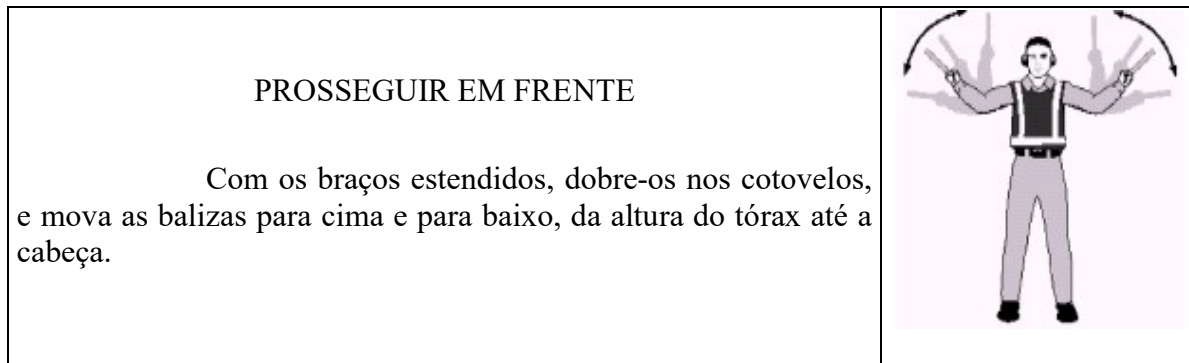 PROSSEGUIR EM FRENTE
Com os braços estendidos, dobre-os nos cotovelos,
e mova as balizas para cima e para baixo, da altura do tórax até a
cabeça.